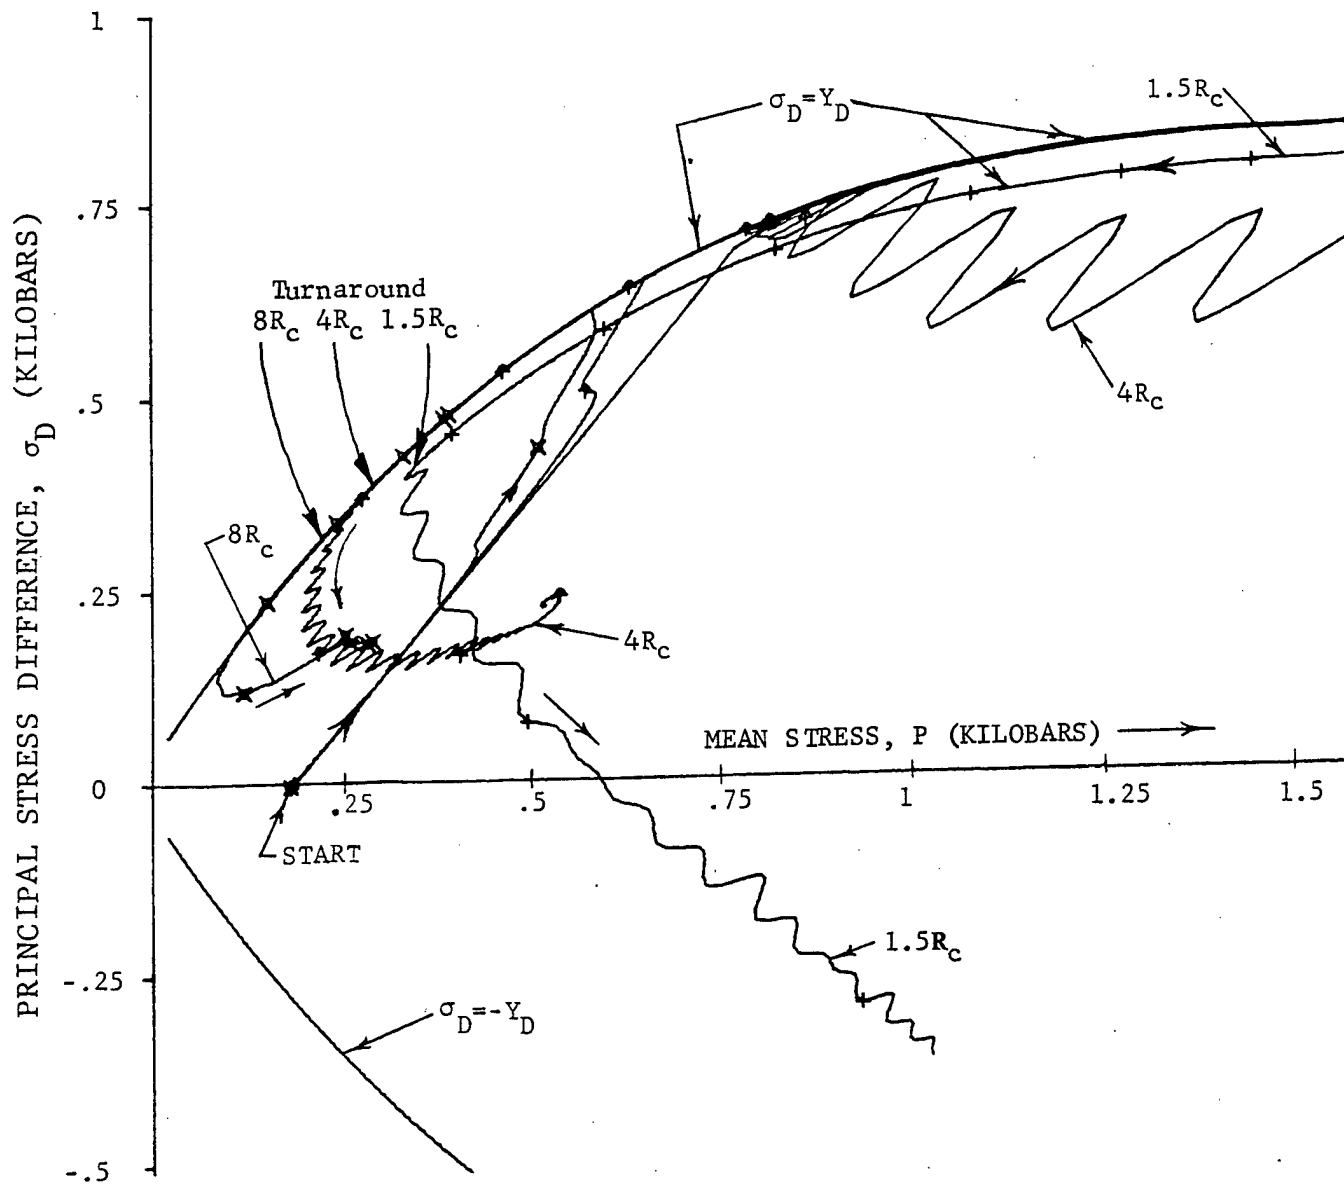 PRINCIPAL STRESS DIFFERENCE, σD (KILOBARS)
1
.75
.5
.25
0
-.25
-.5
σD=YD
1.5Rc
Turnaround
8Rc 4Rc 1.5Rc
4Rc
8Rc
4Rc
MEAN STRESS, P (KILOBARS)
.25
.5
.75
1
1.25
1.5
START
1.5Rc
σD=-YD